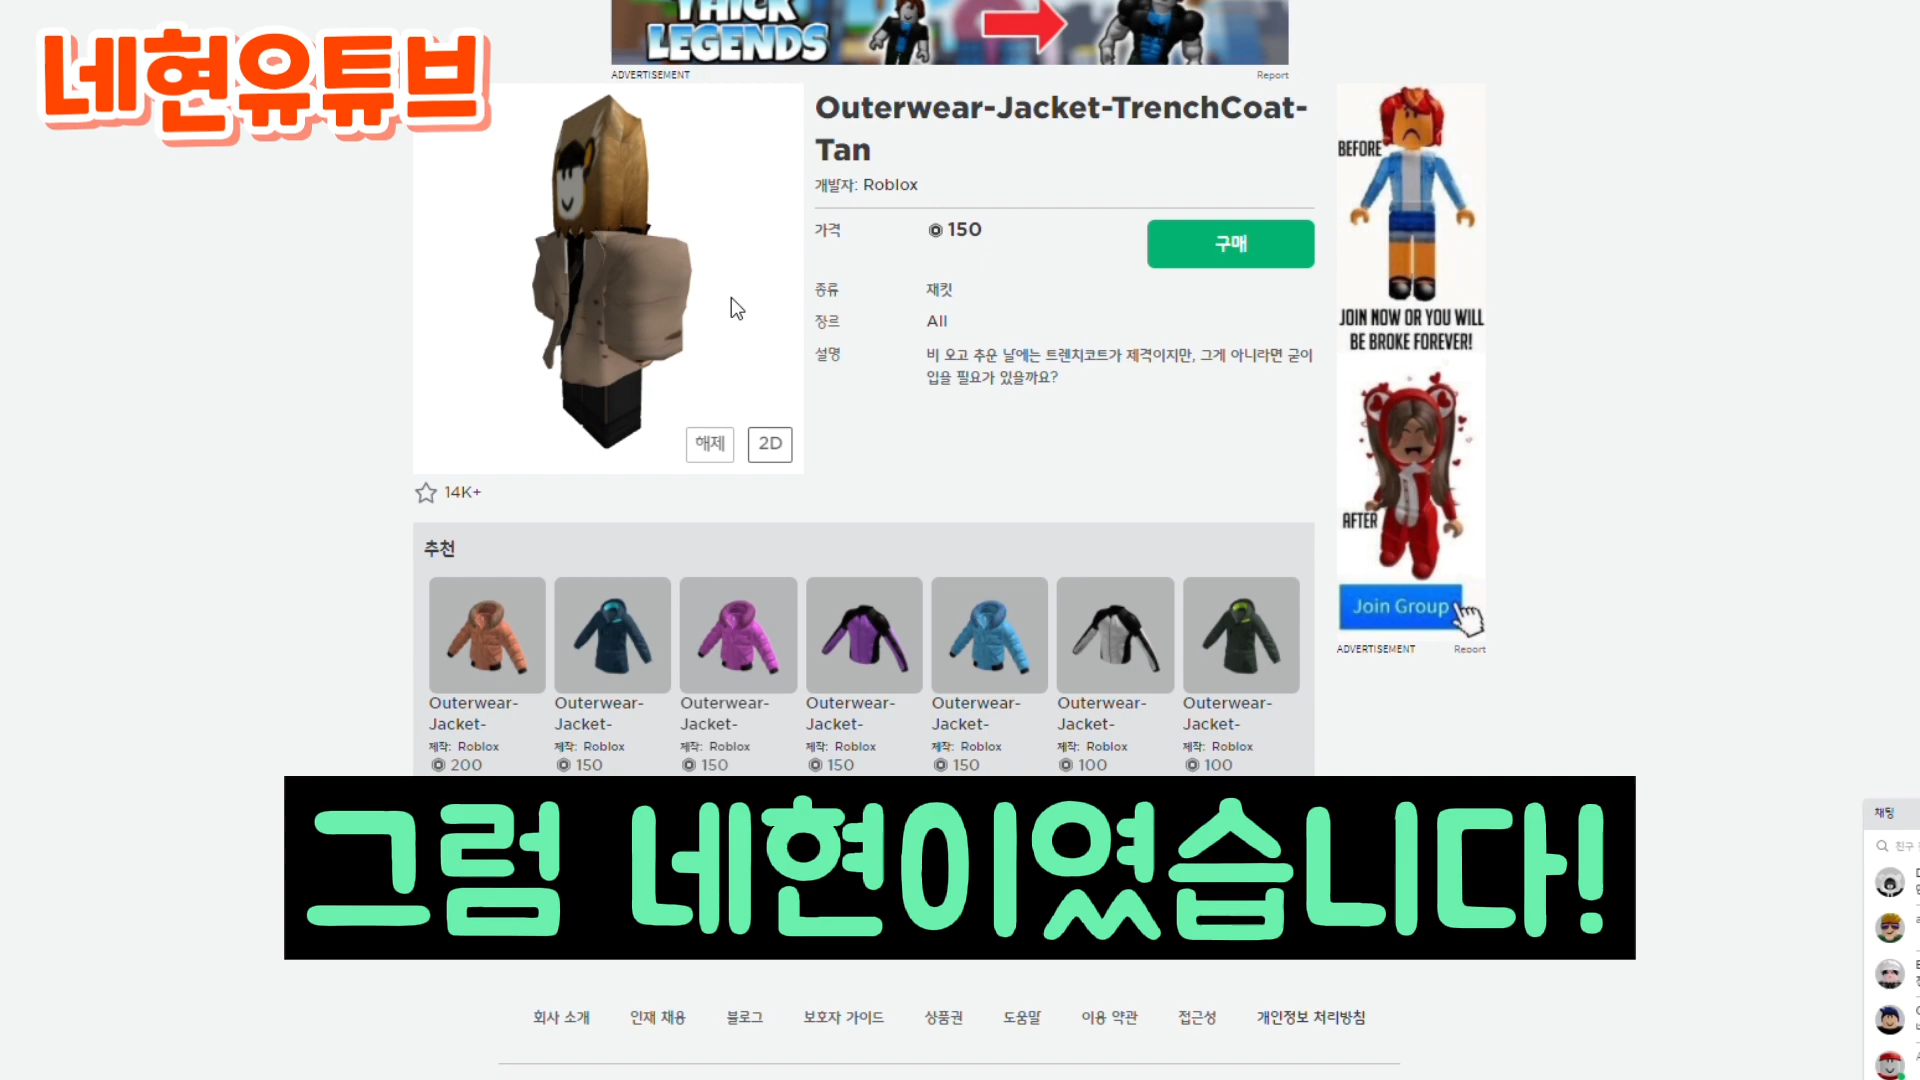 네현유튜브
THICK
LEGENDS
ADVERTISEMENT
Report
Outerwear-Jacket-TrenchCoat-
Tan
개발자: Roblox
가격
150
구매
종류
재킷
장르
All
설명
비 오고 추운 날에는 트렌치코트가 제격이지만, 그게 아니라면 굳이
입을 필요가 있을까요?
해제
2D
14K+
BEFORE
JOIN NOW OR YOU WILL
BE BROKE FOREVER!
AFTER
Join Group
ADVERTISEMENT
Report
추천
Outerwear-
Jacket-
제작: Roblox
200
Outerwear-
Jacket-
제작: Roblox
150
Outerwear-
Jacket-
제작: Roblox
150
Outerwear-
Jacket-
제작: Roblox
150
Outerwear-
Jacket-
제작: Roblox
150
Outerwear-
Jacket-
제작: Roblox
100
Outerwear-
Jacket-
제작: Roblox
100
그럼 네현이였습니다!
채팅
친구
회사 소개
인재 채용
블로그
보호자 가이드
상품권
도움말
이용 약관
접근성
개인정보 처리방침